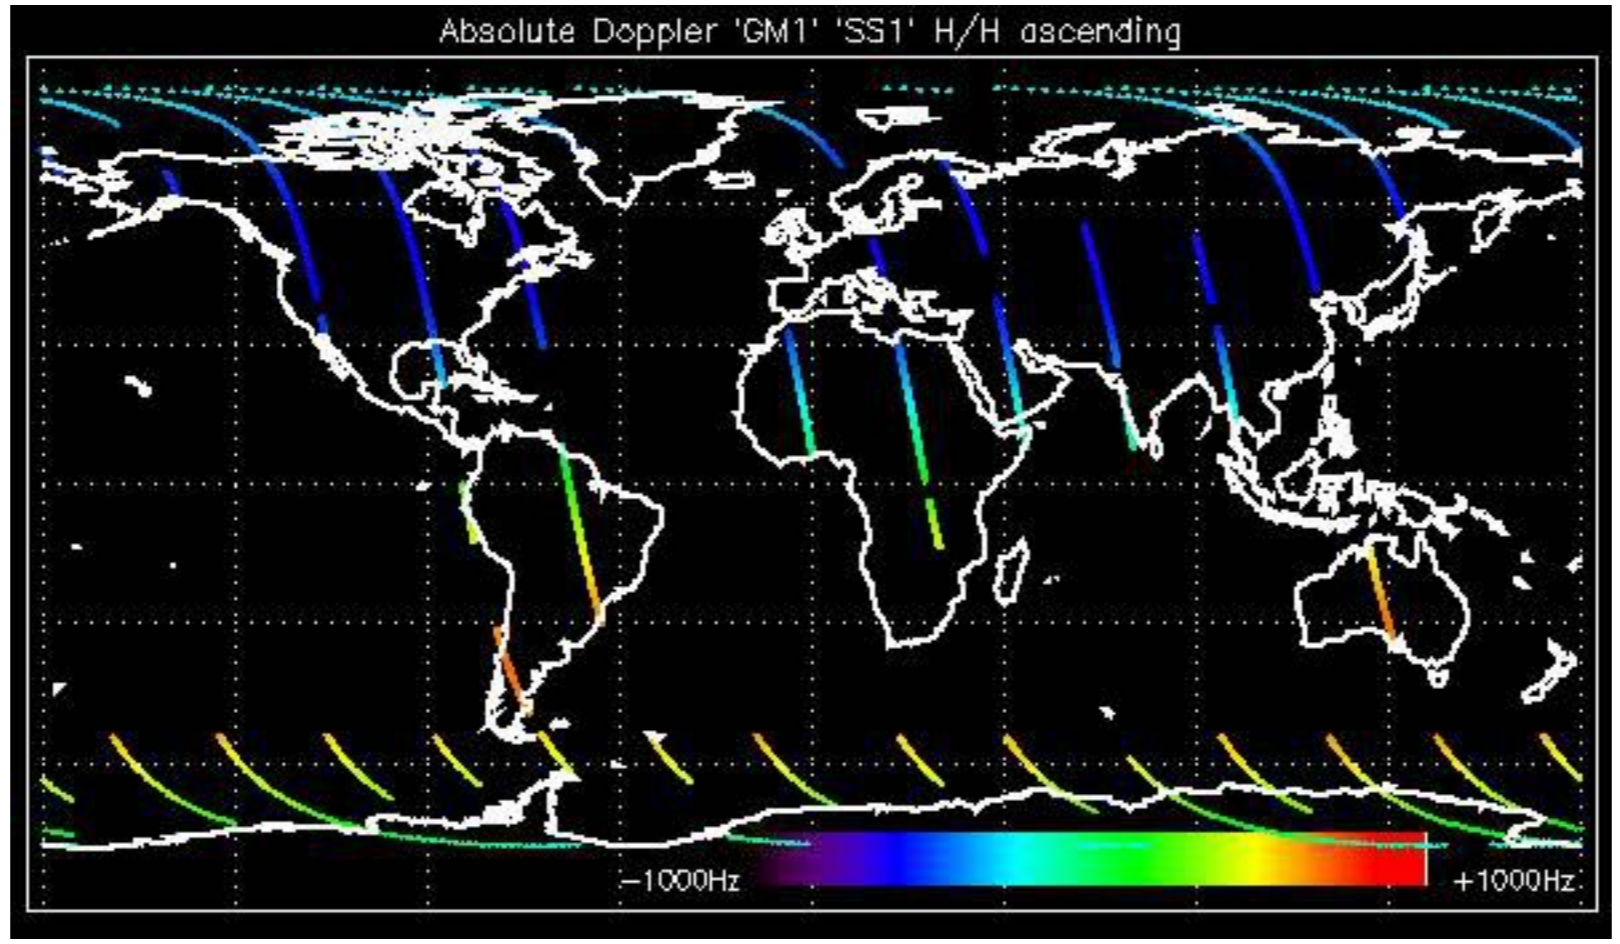 Absolute Doppler 'GM1' 'SS1' H/H ascending
−1000Hz +1000Hz